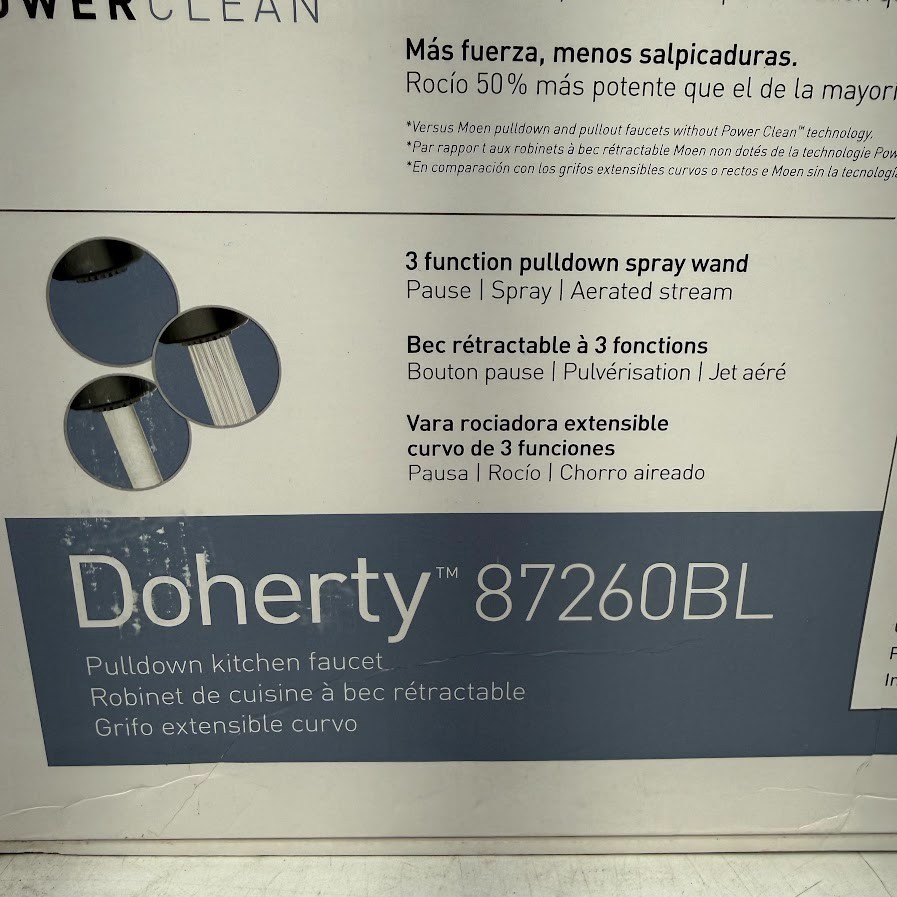 CLEAN
Más fuerza, menos salpicaduras.
Rocío 50% más potente que el de la
*Versus Moen pulldown and pullout faucets without Power Clean™ technology.
*Par rapport aux robinets à bec rétractable Moen non dotés de la technologie
*En comparación con los grifos extensibles curvos o rectos e Moen sin la
3 function pulldown spray wand
Pause | Spray | Aerated stream
Bec rétractable à 3 fonctions
Bouton pause | Pulvérisation | Jet aéré
Vara rociadora extensible
curvo de 3 funciones
Pausa | Rocío | Chorro aireado
Doherty™ 87260BL
Pulldown kitchen faucet
Robinet de cuisine à bec rétractable
Grifo extensible curvo